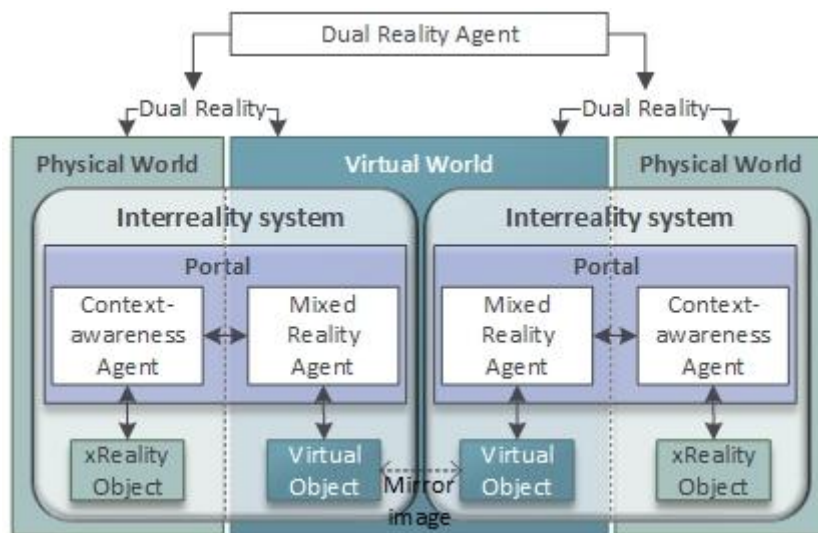 Dual Reality Agent
Dual Reality
Dual Reality
Physical World
Virtual World
Physical World
Interreality system
Interreality system
Portal
Portal
Context-
awareness
Agent
Mixed
Reality
Agent
Mixed
Reality
Agent
Context-
awareness
Agent
xReality
Object
Virtual
Object
Mirror
image
Virtual
Object
xReality
Object